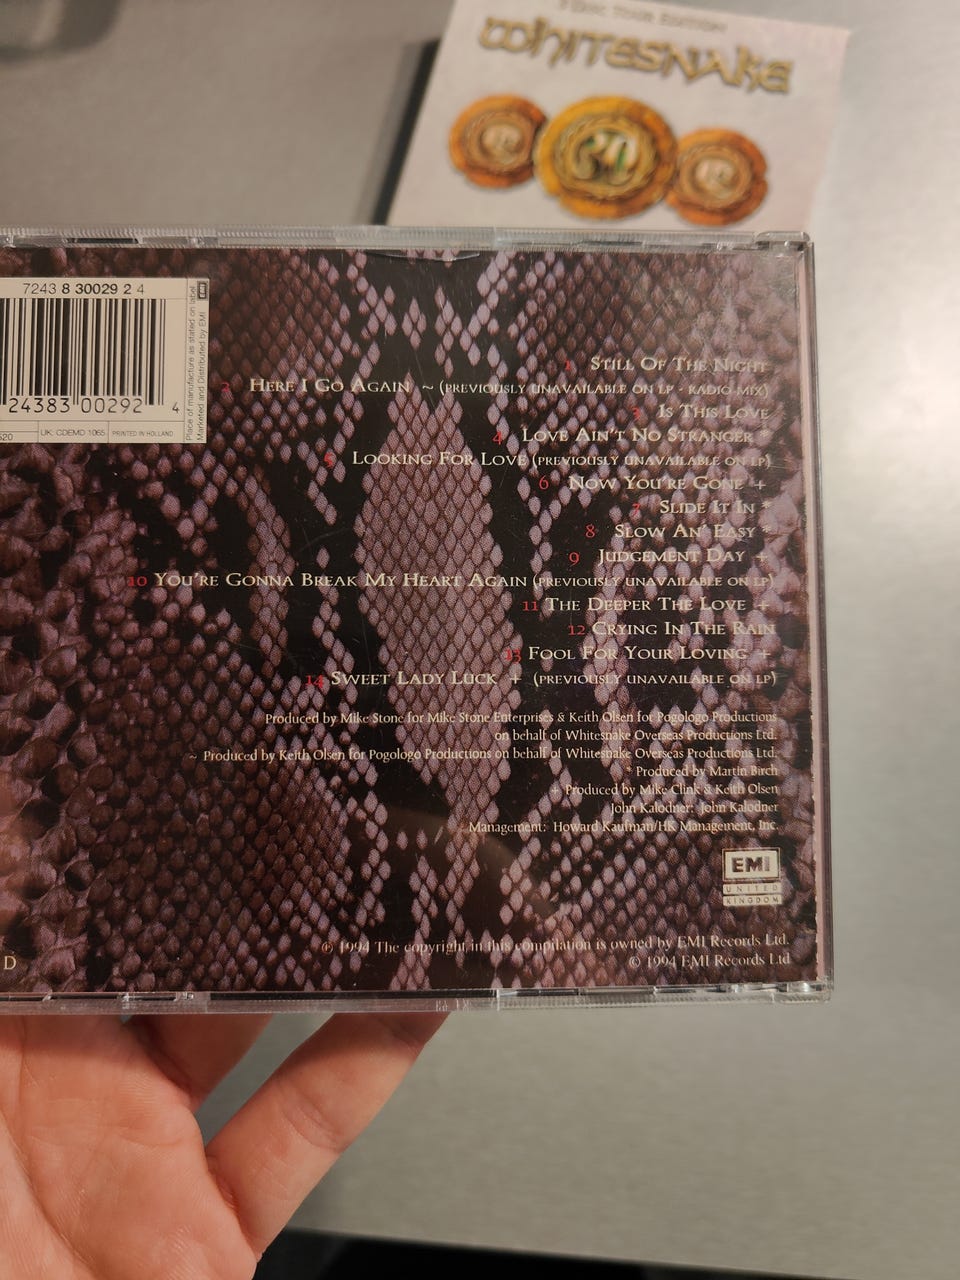 3 DISC TOUR EDITION
WHITESNAKE
30
7243 8 30029 2 4
24383 00292 4
520
UK: CDEMD 1065
PRINTED IN HOLLAND
Place of manufacture as stated on label
Marketed and Distributed by EMI
EMI
1 STILL OF THE NIGHT
2 HERE I GO AGAIN ~ (PREVIOUSLY UNAVAILABLE ON LP - RADIO MIX)
3 IS THIS LOVE
4 LOVE AIN'T NO STRANGER *
5 LOOKING FOR LOVE (PREVIOUSLY UNAVAILABLE ON LP)
6 NOW YOU'RE GONE +
7 SLIDE IT IN *
8 SLOW AN' EASY *
9 JUDGEMENT DAY +
10 YOU'RE GONNA BREAK MY HEART AGAIN (PREVIOUSLY UNAVAILABLE ON LP)
11 THE DEEPER THE LOVE +
12 CRYING IN THE RAIN
13 FOOL FOR YOUR LOVING +
14 SWEET LADY LUCK + (PREVIOUSLY UNAVAILABLE ON LP)
Produced by Mike Stone for Mike Stone Enterprises & Keith Olsen for Pogologo Productions
on behalf of Whitesnake Overseas Productions Ltd.
~ Produced by Keith Olsen for Pogologo Productions on behalf of Whitesnake Overseas Productions Ltd.
* Produced by Martin Birch
+ Produced by Mike Clink & Keith Olsen
John Kalodner: John Kalodner
Management: Howard Kaufman/HK Management, Inc.
EMI
UNITED
KINGDOM
℗ 1994 The copyright in this compilation is owned by EMI Records Ltd.
© 1994 EMI Records Ltd
D